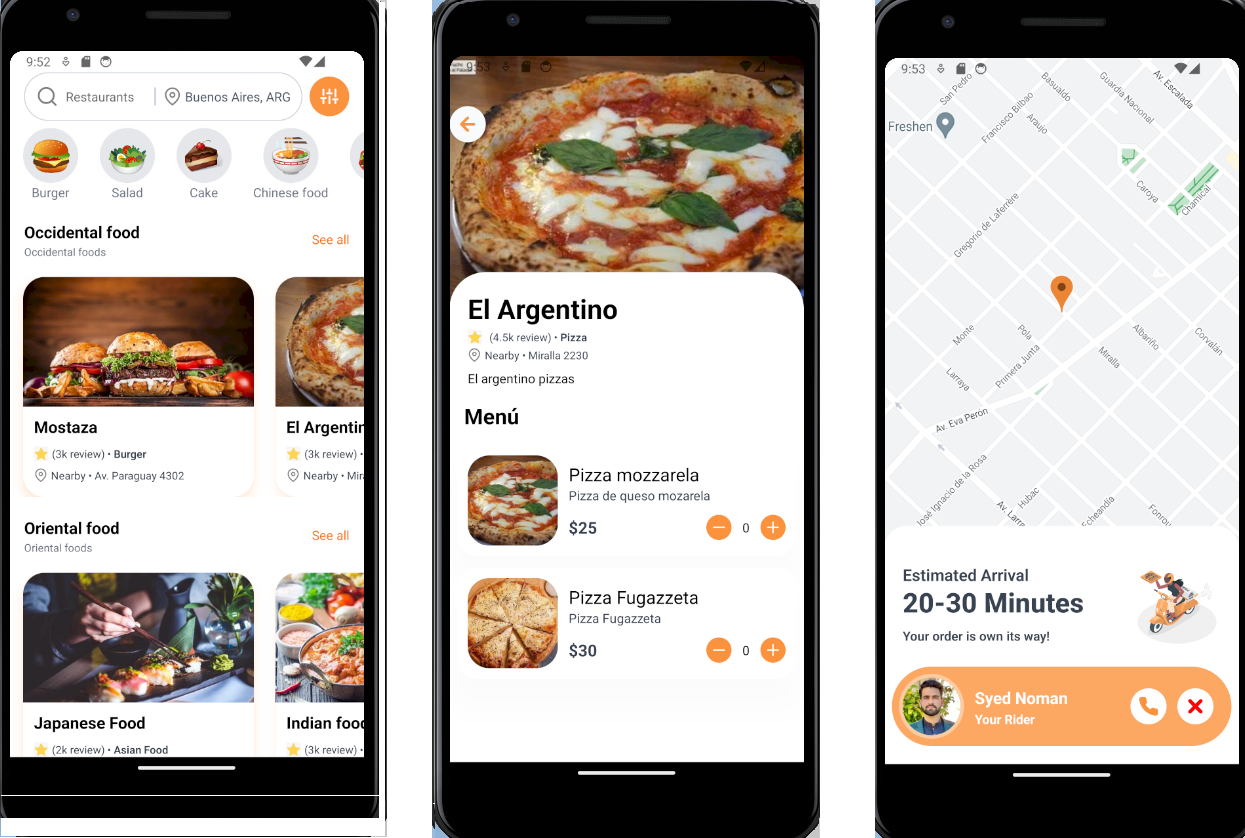 9:52
Restaurants
Buenos Aires, ARG
Burger
Salad
Cake
Chinese food
Occidental food
See all
Occidental foods
Mostaza
(3k review) • Burger
Nearby • Av. Paraguay 4302
El Argentin
(3k review) •
Nearby • Mir
Oriental food
See all
Oriental foods
Japanese Food
(2k review) • Asian Food
Indian food
(3k review) •
9:53
El Argentino
(4.5k review) • Pizza
Nearby • Miralla 2230
El argentino pizzas
Menú
Pizza mozzarela
Pizza de queso mozarela
$25
0
Pizza Fugazzeta
Pizza Fugazzeta
$30
0
9:53
San Pedro
Basualdo
Guardia Nacional
Av. Escalada
Freshen
Francisco Bilbao
Araujo
Caroya
Chamical
Gregorio de Laferrère
Monte
Pola
Primera Junta
Albariño
Corvalán
Miralla
Larraya
Av. Eva Peron
José Ignacio de la Rosa
Hubac
Av. Larra
Echeandía
Fonrou
Estimated Arrival
20-30 Minutes
Your order is own its way!
Syed Noman
Your Rider